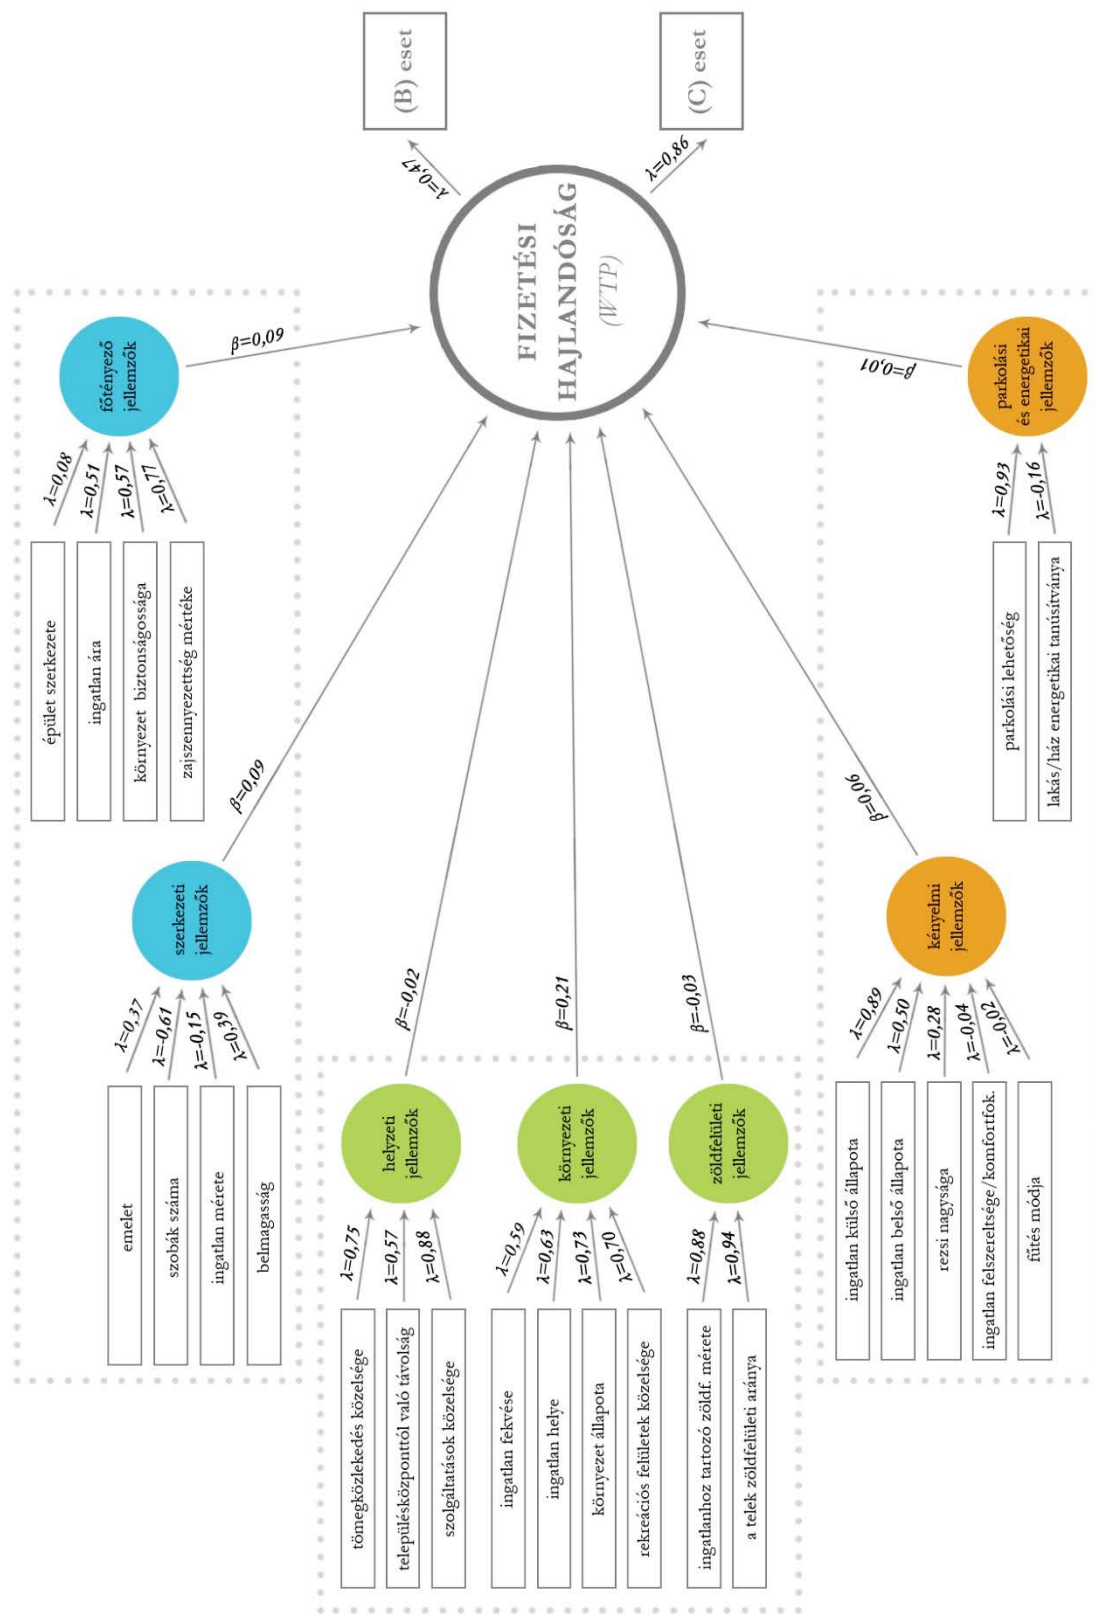 (B) eset
(C) eset
λ=0,47
λ=0,86
FIZETÉSI
HAJLANDÓSÁG
(WTP)
főtényező
jellemzők
β=0,09
λ=0,08
λ=0,51
λ=0,57
λ=0,77
épület szerkezete
ingatlan ára
környezet biztonságossága
zajszennyezettség mértéke
szerkezeti
jellemzők
β=0,09
λ=0,37
λ=-0,61
λ=-0,15
λ=0,39
emelet
szobák száma
ingatlan mérete
belmagasság
helyzeti
jellemzők
β=-0,02
λ=0,75
λ=0,57
λ=0,88
tömegközlekedés közelsége
településközponttól való távolság
szolgáltatások közelsége
környezeti
jellemzők
β=0,21
λ=0,59
λ=0,63
λ=0,73
λ=0,70
ingatlan fekvése
ingatlan helye
környezet állapota
rekreációs felületek közelsége
zöldfelületi
jellemzők
β=-0,03
λ=0,88
λ=0,94
ingatlanhoz tartozó zöldf. mérete
a telek zöldfelületi aránya
kényelmi
jellemzők
β=0,06
λ=0,89
λ=0,50
λ=0,28
λ=-0,04
λ=-0,02
ingatlan külső állapota
ingatlan belső állapota
rezsi nagysága
ingatlan felszereltsége/komfortfok.
fűtés módja
parkolási
és energetikai
jellemzők
β=0,01
λ=0,93
λ=-0,16
parkolási lehetőség
lakás/ház energetikai tanúsítványa